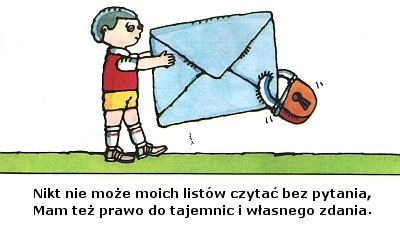 Nikt nie może moich listów czytać bez pytania,
Mam też prawo do tajemnic i własnego zdania.